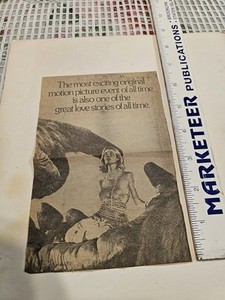 The most exciting original
motion picture event of all time
is also one of the
great love stories of all time.
MARKETEER PUBLICATIONS